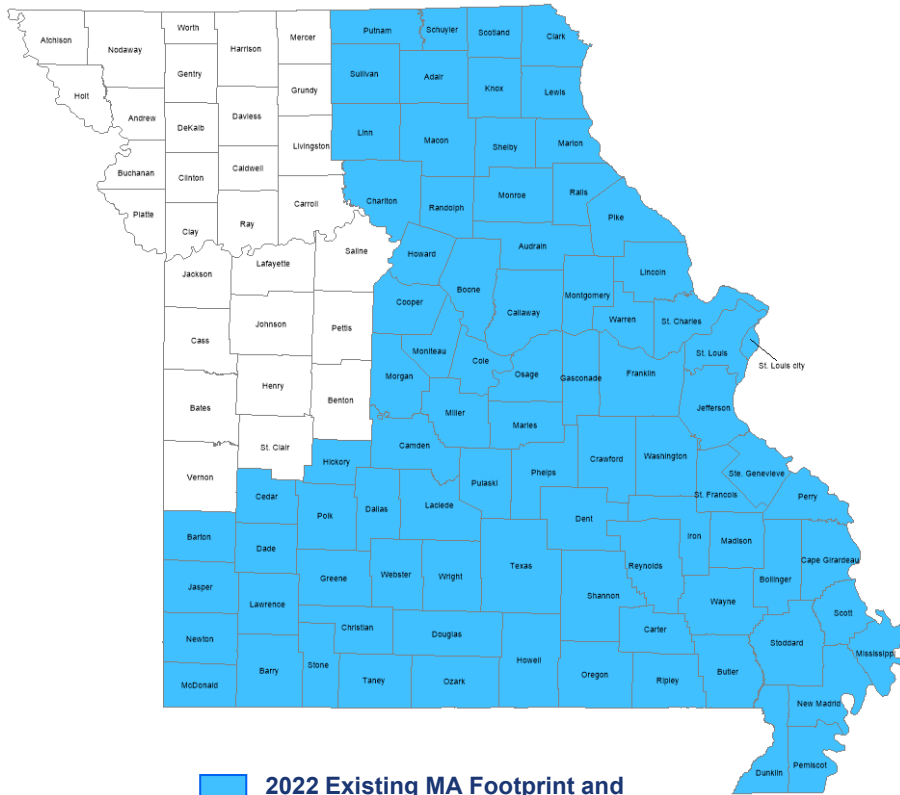 Worth
Atchison
Nodaway
Harrison
Mercer
Putnam
Schuyler
Scotland
Clark
Gentry
Sullivan
Adair
Knox
Lewis
Holt
Grundy
Andrew
DeKalb
Daviess
Livingston
Linn
Macon
Shelby
Marion
Buchanan
Clinton
Caldwell
Carroll
Chariton
Randolph
Monroe
Ralls
Pike
Platte
Clay
Ray
Saline
Howard
Audrain
Lincoln
Jackson
Lafayette
Cooper
Boone
Callaway
Montgomery
Warren
St. Charles
Cass
Johnson
Pettis
Moniteau
Cole
Osage
Gasconade
Franklin
St. Louis
St. Louis city
Henry
Benton
Morgan
Miller
Maries
Jefferson
Bates
St. Clair
Hickory
Camden
Pulaski
Phelps
Crawford
Washington
Ste. Genevieve
Vernon
Cedar
Polk
Dallas
Laclede
Dent
St. Francois
Perry
Barton
Dade
Greene
Webster
Wright
Texas
Shannon
Reynolds
Iron
Madison
Bollinger
Cape Girardeau
Jasper
Lawrence
Wayne
Scott
Newton
Christian
Douglas
Carter
Stoddard
Mississippi
McDonald
Barry
Stone
Taney
Ozark
Howell
Oregon
Ripley
Butler
New Madrid
Dunklin
Pemiscot
2022 Existing MA Footprint and